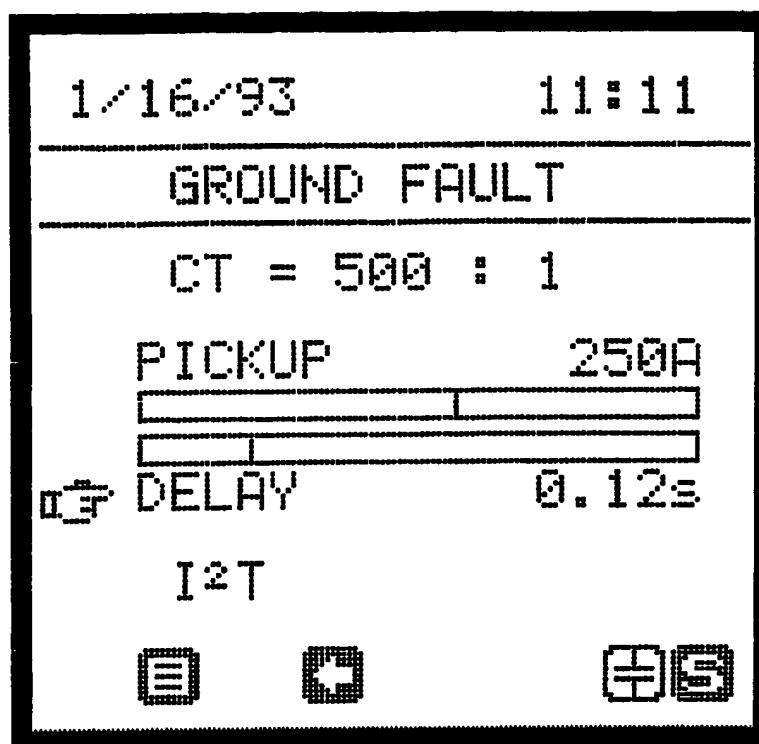 1/16/93 11:11
GROUND FAULT
CT = 500 : 1
PICKUP 250A
DELAY 0.12s
I²T
S